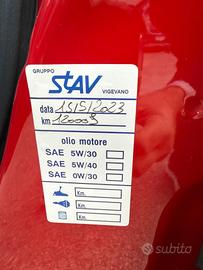 GRUPPO
STAV
VIGEVANO
data 15/5/2023
km 120009
olio motore
SAE 5W/30
SAE 5W/40
SAE 0W/30
Km.
Km.
Km.
subito